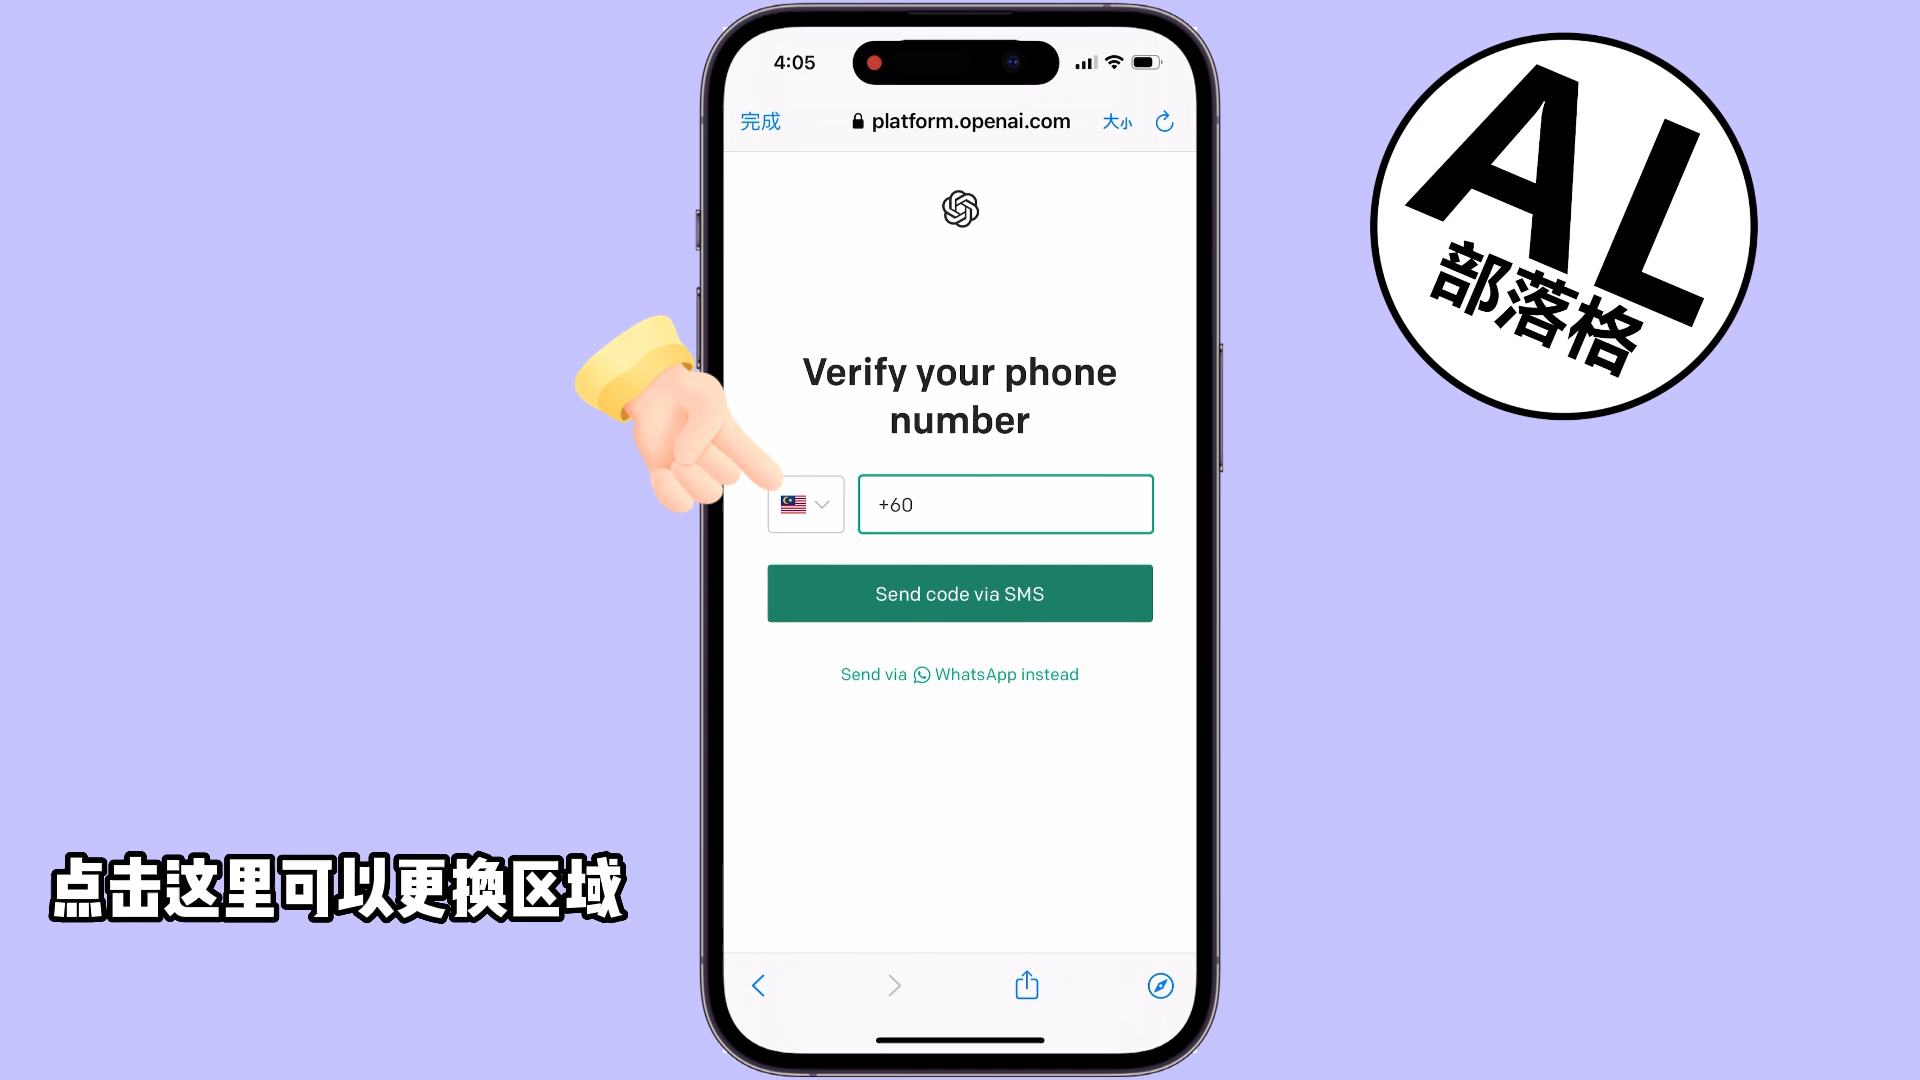 4:05
完成
platform.openai.com
大小
Verify your phone
number
+60
Send code via SMS
Send via WhatsApp instead
AL
部落格
点击这里可以更換区域